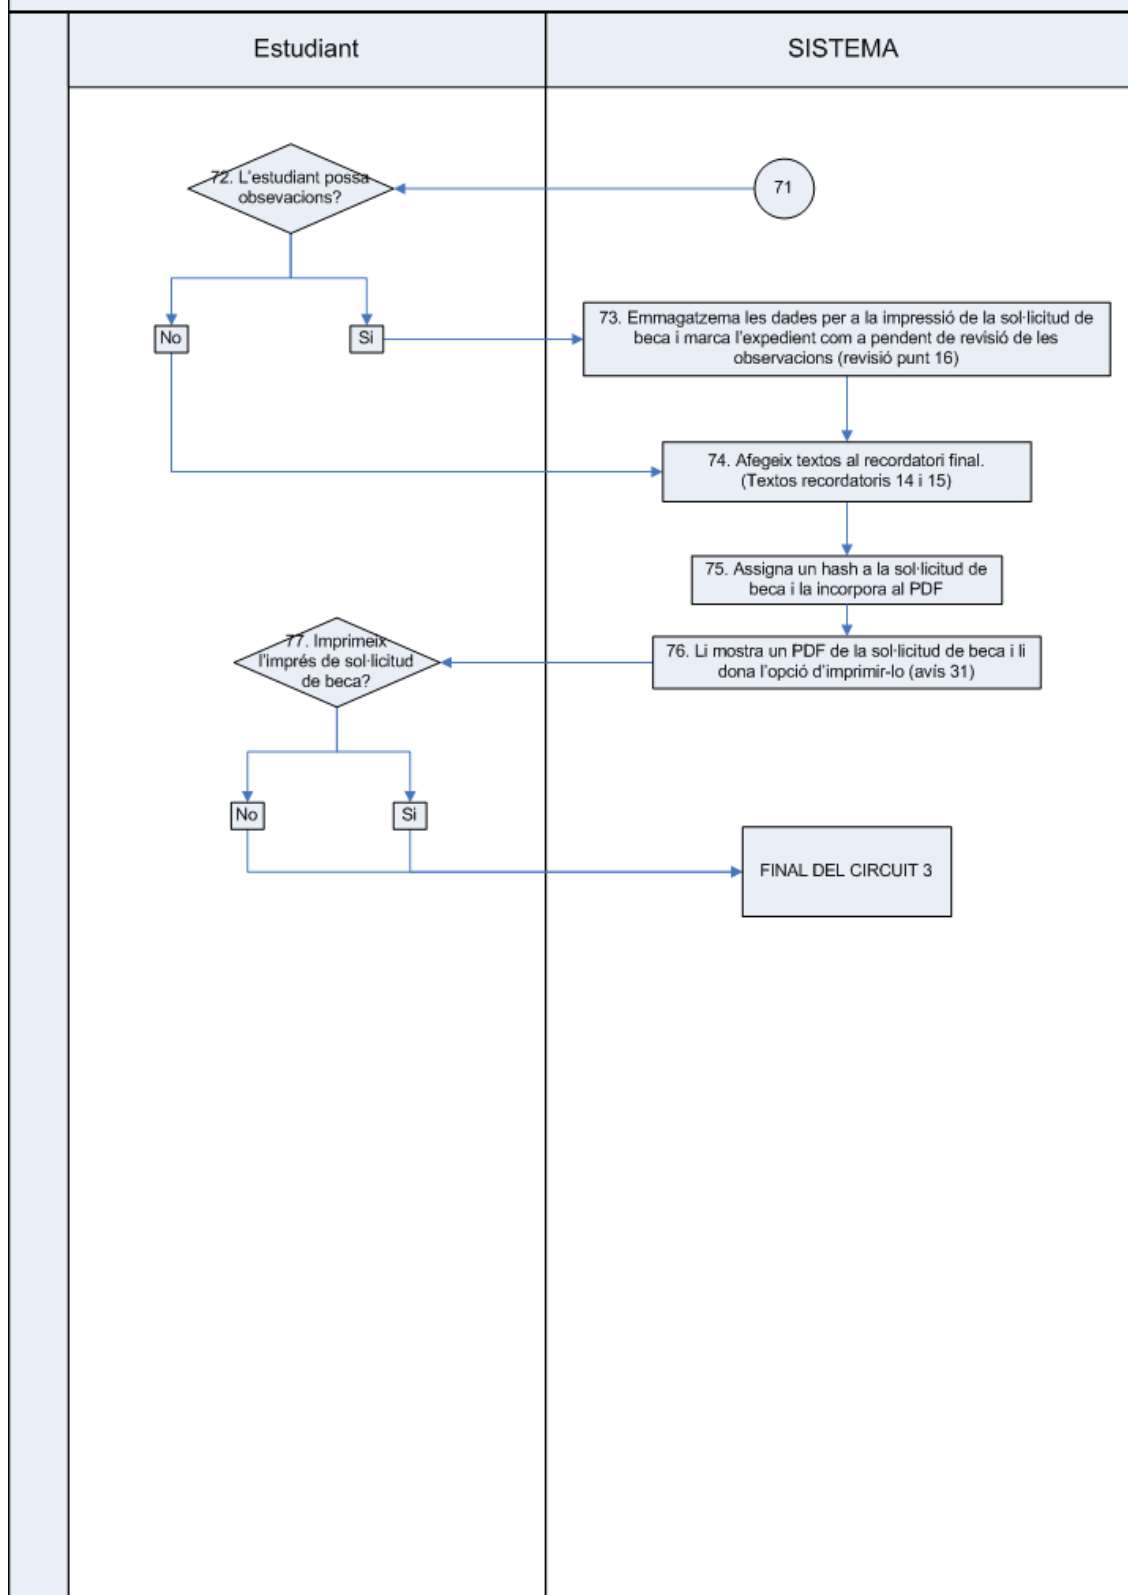 Estudiant
SISTEMA
72. L'estudiant possa
obsevacions?
71
No
Si
73. Emmagatzema les dades per a la impressió de la sol·licitud de
beca i marca l'expedient com a pendent de revisió de les
observacions (revisió punt 16)
74. Afegeix textos al recordatori final.
(Textos recordatoris 14 i 15)
75. Assigna un hash a la sol·licitud de
beca i la incorpora al PDF
76. Li mostra un PDF de la sol·licitud de beca i li
dona l'opció d'imprimir-lo (avís 31)
77. Imprimeix
l'imprés de sol·licitud
de beca?
No
Si
FINAL DEL CIRCUIT 3